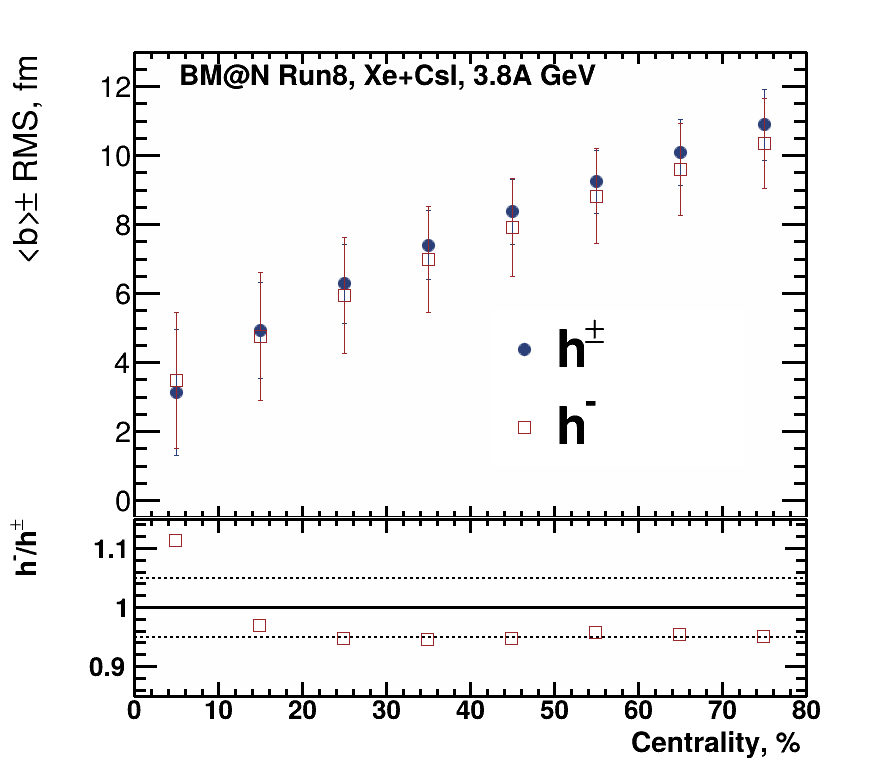 BM@N Run8, Xe+CsI, 3.8A GeV
<b>± RMS, fm
12
10
8
6
4
2
0
h±
h-
h-/h±
1.1
1
0.9
0 10 20 30 40 50 60 70 80
Centrality, %